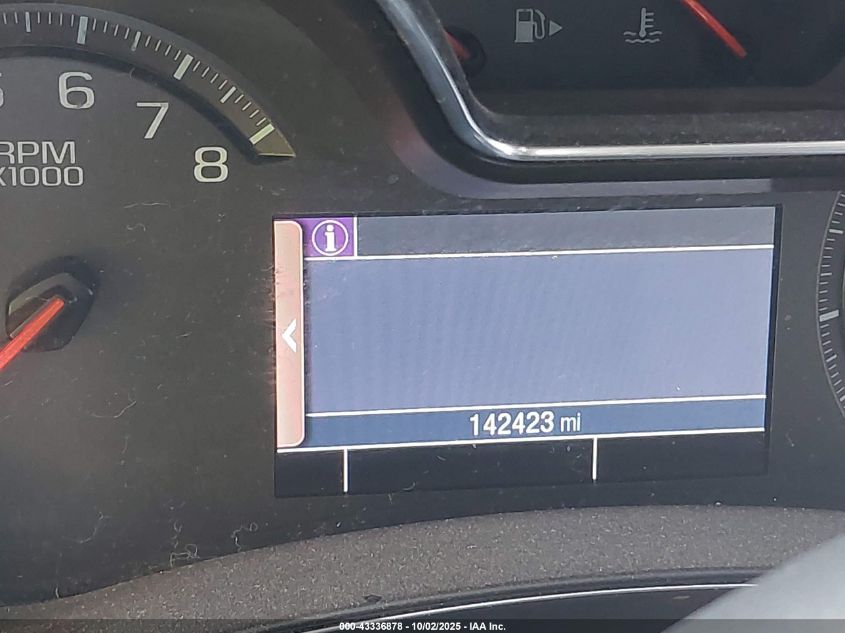 6
7
8
RPM
X1000
i
142423 mi
000-43336878 - 10/02/2025 - IAA Inc.